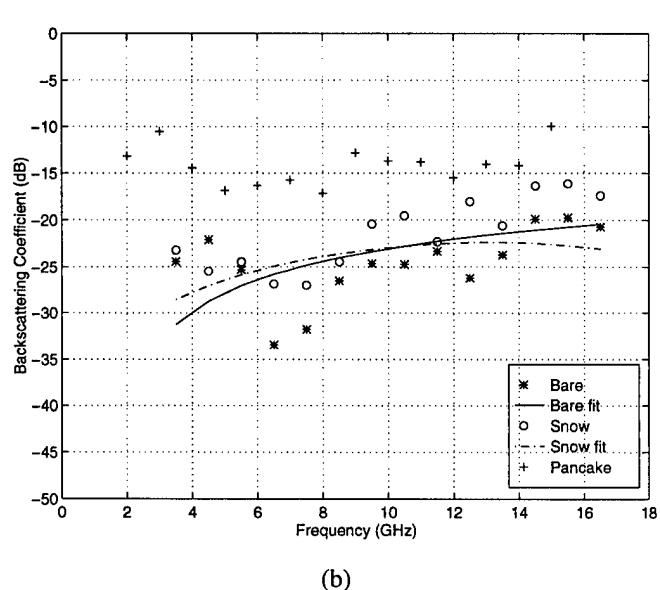 0
−5
−10
−15
−20
−25
−30
−35
−40
−45
−50
Backscattering Coefficient (dB)
0 2 4 6 8 10 12 14 16 18
Frequency (GHz)
Bare
Bare fit
Snow
Snow fit
Pancake
(b)